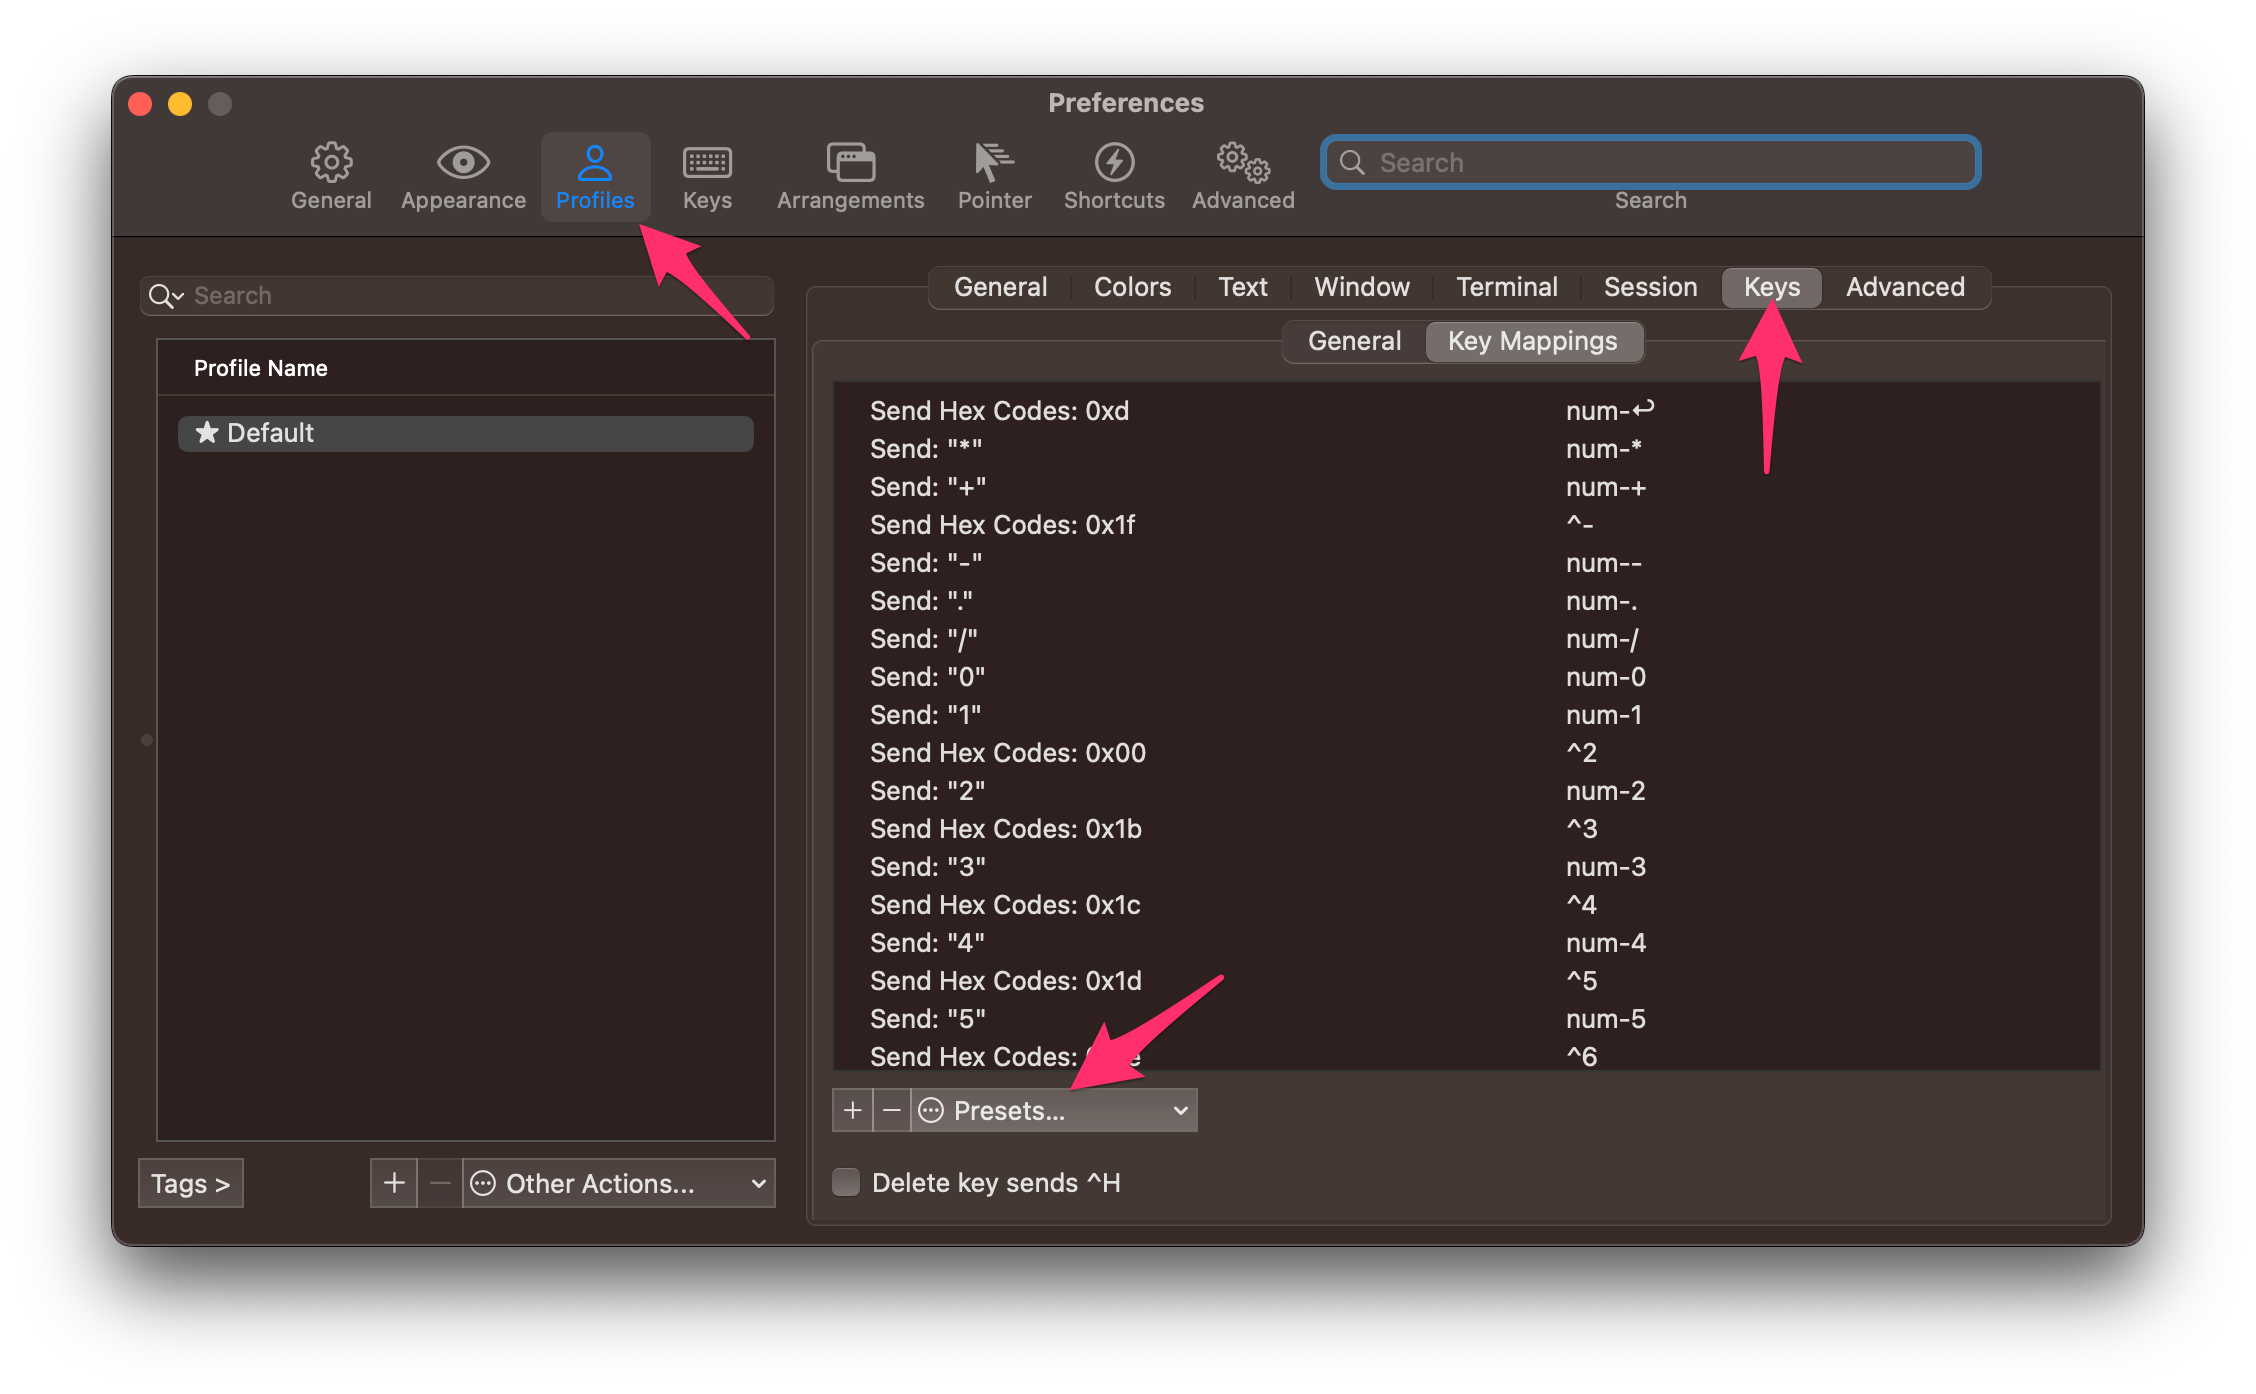 Preferences
General
Appearance
Profiles
Keys
Arrangements
Pointer
Shortcuts
Advanced
Search
Search
Search
Profile Name
★ Default
Tags >
+
−
Other Actions...
General
Colors
Text
Window
Terminal
Session
Keys
Advanced
General
Key Mappings
Send Hex Codes: 0xd num-↩
Send: "*" num-*
Send: "+" num-+
Send Hex Codes: 0x1f ^-
Send: "-" num--
Send: "." num-.
Send: "/" num-/
Send: "0" num-0
Send: "1" num-1
Send Hex Codes: 0x00 ^2
Send: "2" num-2
Send Hex Codes: 0x1b ^3
Send: "3" num-3
Send Hex Codes: 0x1c ^4
Send: "4" num-4
Send Hex Codes: 0x1d ^5
Send: "5" num-5
Send Hex Codes: ^6
+
−
Presets...
Delete key sends ^H